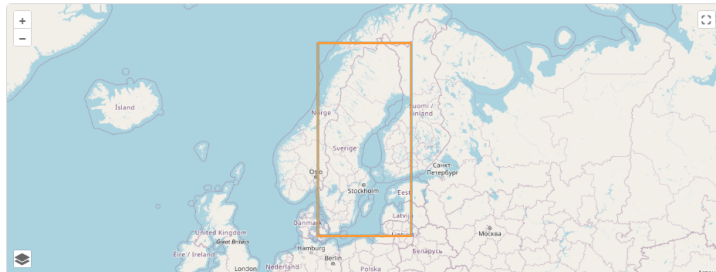 +
−
Ísland
Norge
Suomi /
Finland
Sverige
Oslo
Санкт-
Петербург
Stockholm
Eesti
Latvija
Danmark
Москва
United Kingdom
Great Britain
Hamburg
Беларусь
Éire / Ireland
Berlin
London
Nederland
Polska